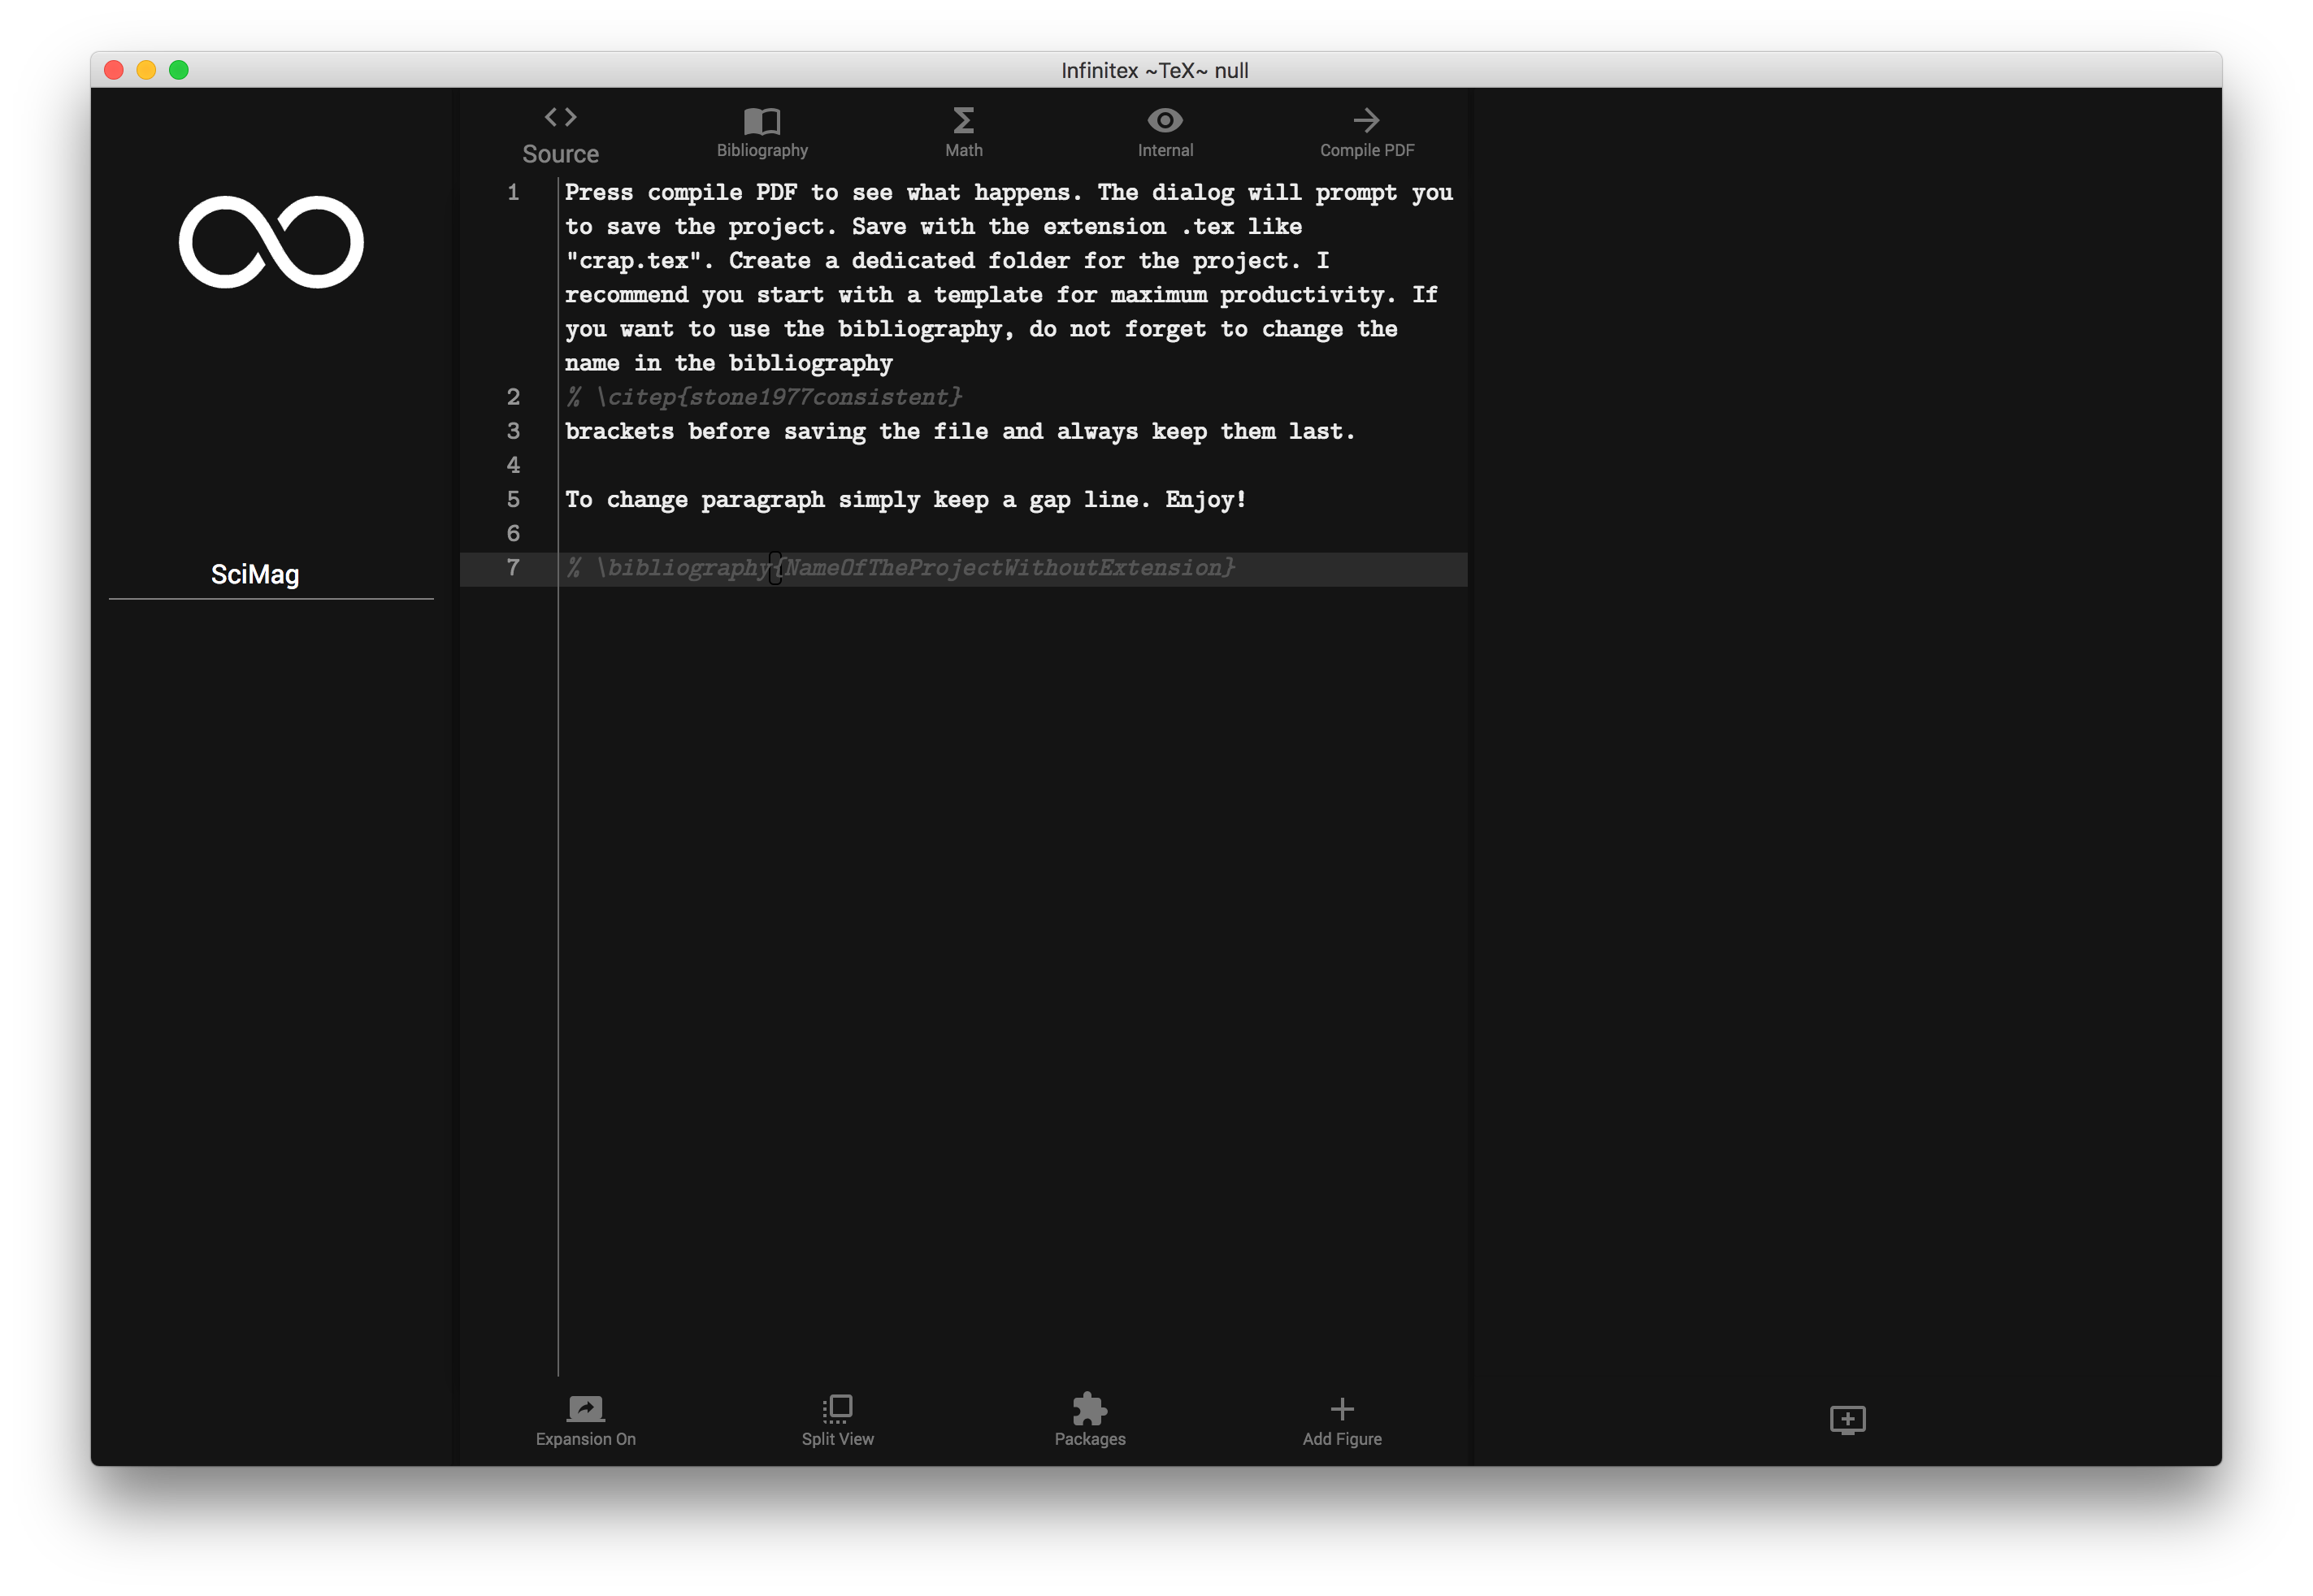 Infinitex ~TeX~ null
Source
Bibliography
Math
Internal
Compile PDF
SciMag
1 Press compile PDF to see what happens. The dialog will prompt you
to save the project. Save with the extension .tex like
"crap.tex". Create a dedicated folder for the project. I
recommend you start with a template for maximum productivity. If
you want to use the bibliography, do not forget to change the
name in the bibliography
2 % \citep{stone1977consistent}
3 brackets before saving the file and always keep them last.
4
5 To change paragraph simply keep a gap line. Enjoy!
6
7 % \bibliography{NameOfTheProjectWithoutExtension}
Expansion On
Split View
Packages
Add Figure